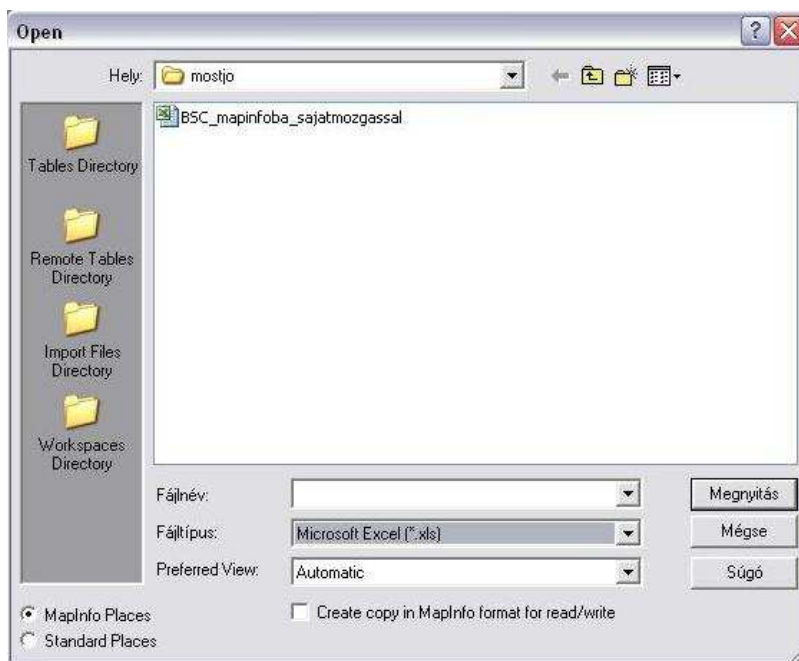 Open
Hely: mostjo
BSC_mapinfoba_sajatmozgassal
Tables Directory
Remote Tables
Directory
Import Files
Directory
Workspaces
Directory
Fájlnév:
Megnyitás
Fájltípus: Microsoft Excel (*.xls)
Mégse
Preferred View: Automatic
Súgó
MapInfo Places
Create copy in MapInfo format for read/write
Standard Places